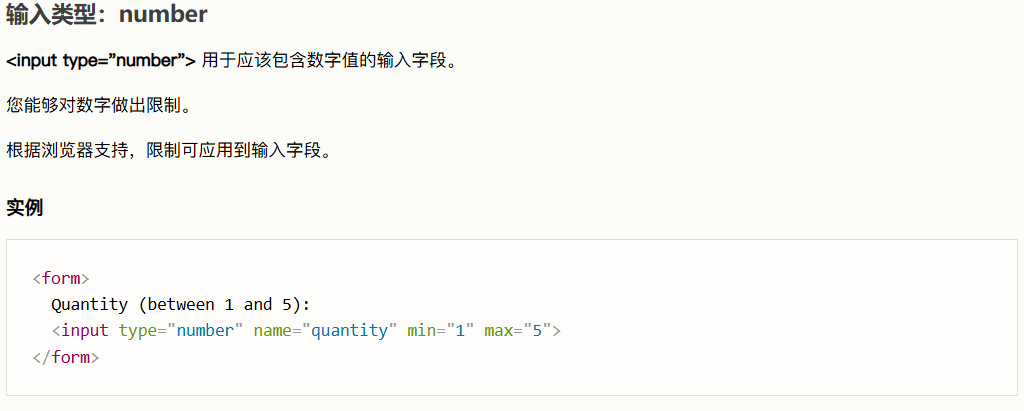 输入类型：number
<input type=”number”> 用于应该包含数字值的输入字段。
您能够对数字做出限制。
根据浏览器支持，限制可应用到输入字段。
实例
<form>
  Quantity (between 1 and 5):
  <input type="number" name="quantity" min="1" max="5">
</form>